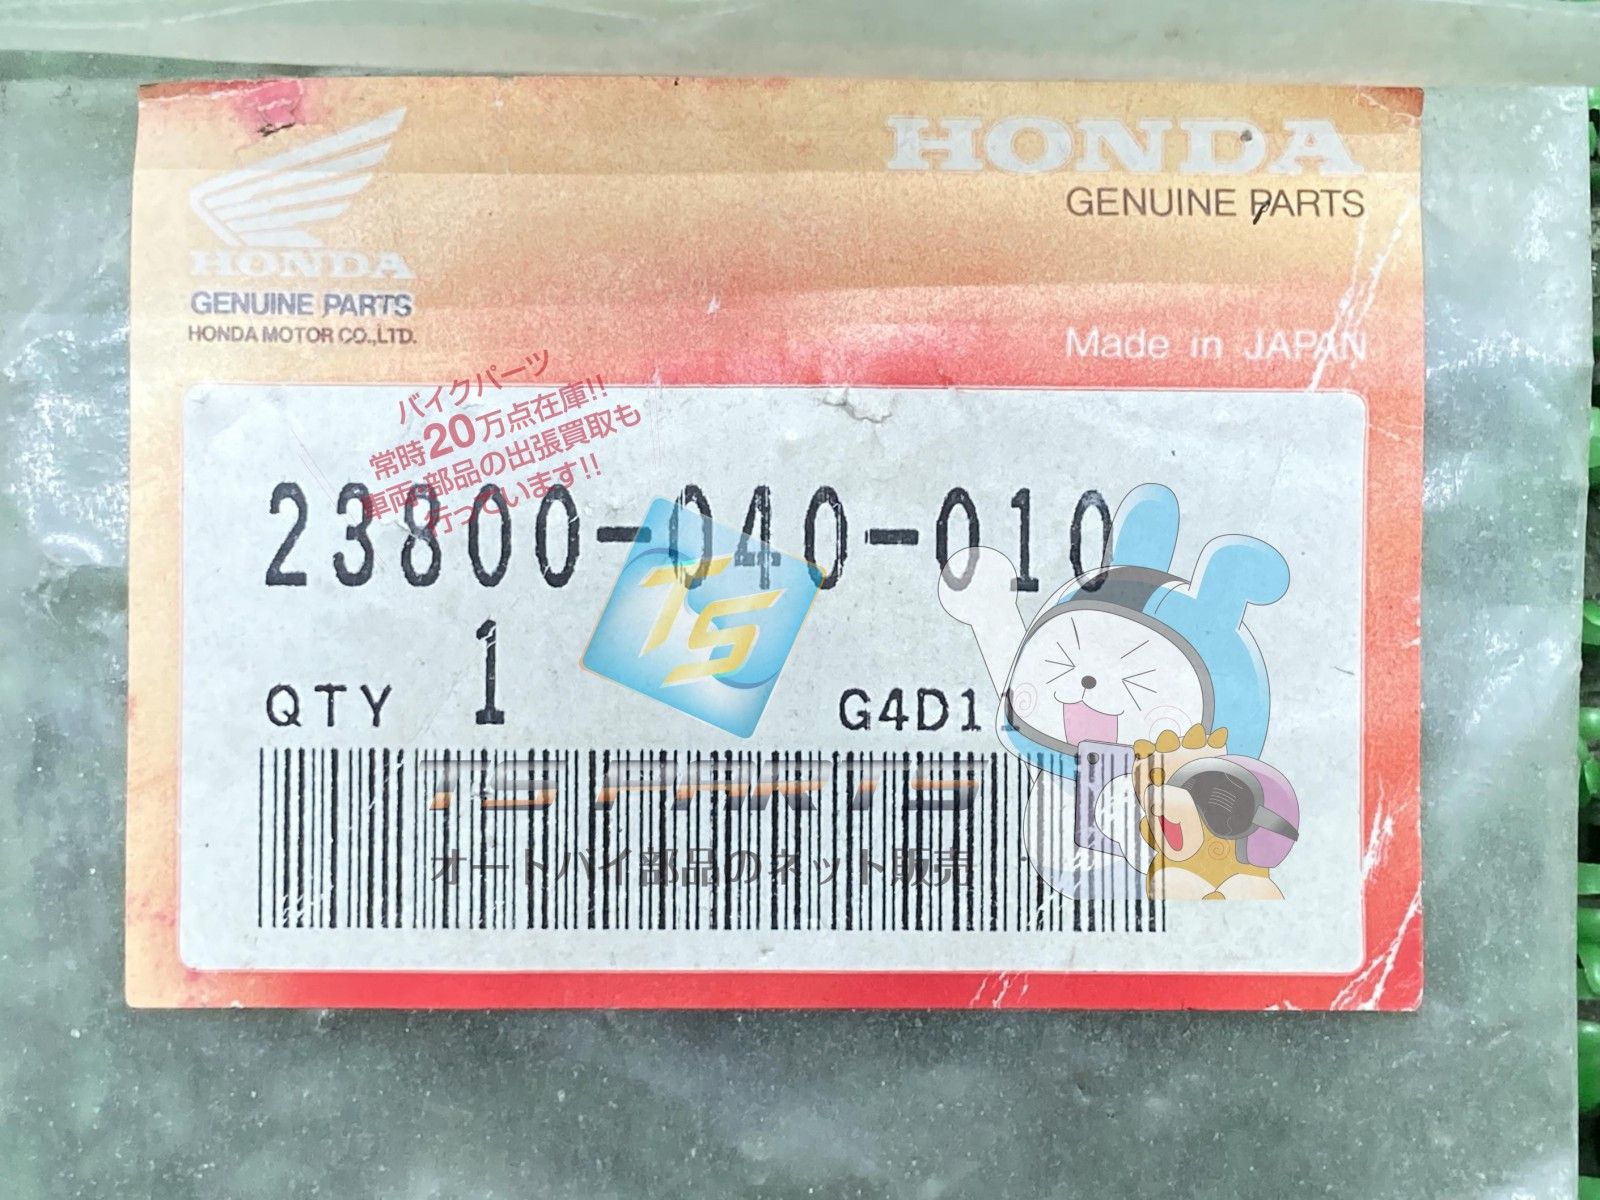 HONDA
GENUINE PARTS
HONDA
GENUINE PARTS
HONDA MOTOR CO.,LTD.
Made in JAPAN
バイクパーツ
常時20万点在庫!!
車両・部品の出張買取も
行っています!!
23800-040-010
1
QTY
G4D11
TS
TS PARTS
オートバイ部品のネット販売